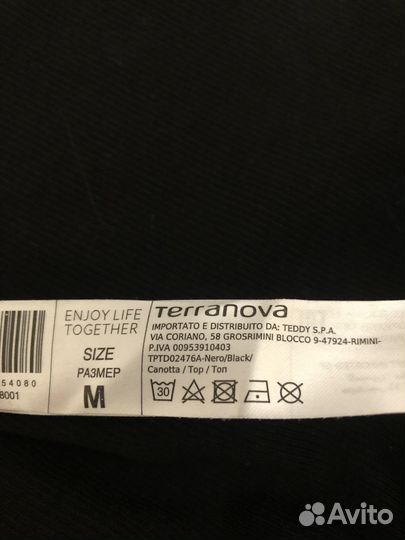 ENJOY LIFE
TOGETHER
SIZE
РАЗМЕР
M
54080
8001
Terranova
IMPORTATO E DISTRIBUITO DA: TEDDY S.P.A.
VIA CORIANO, 58 GROSRIMINI BLOCCO 9-47924-RIMINI-
P.IVA 00953910403
TPTD02476A-Nero/Black/
Canotta / Top / Топ
30
Avito